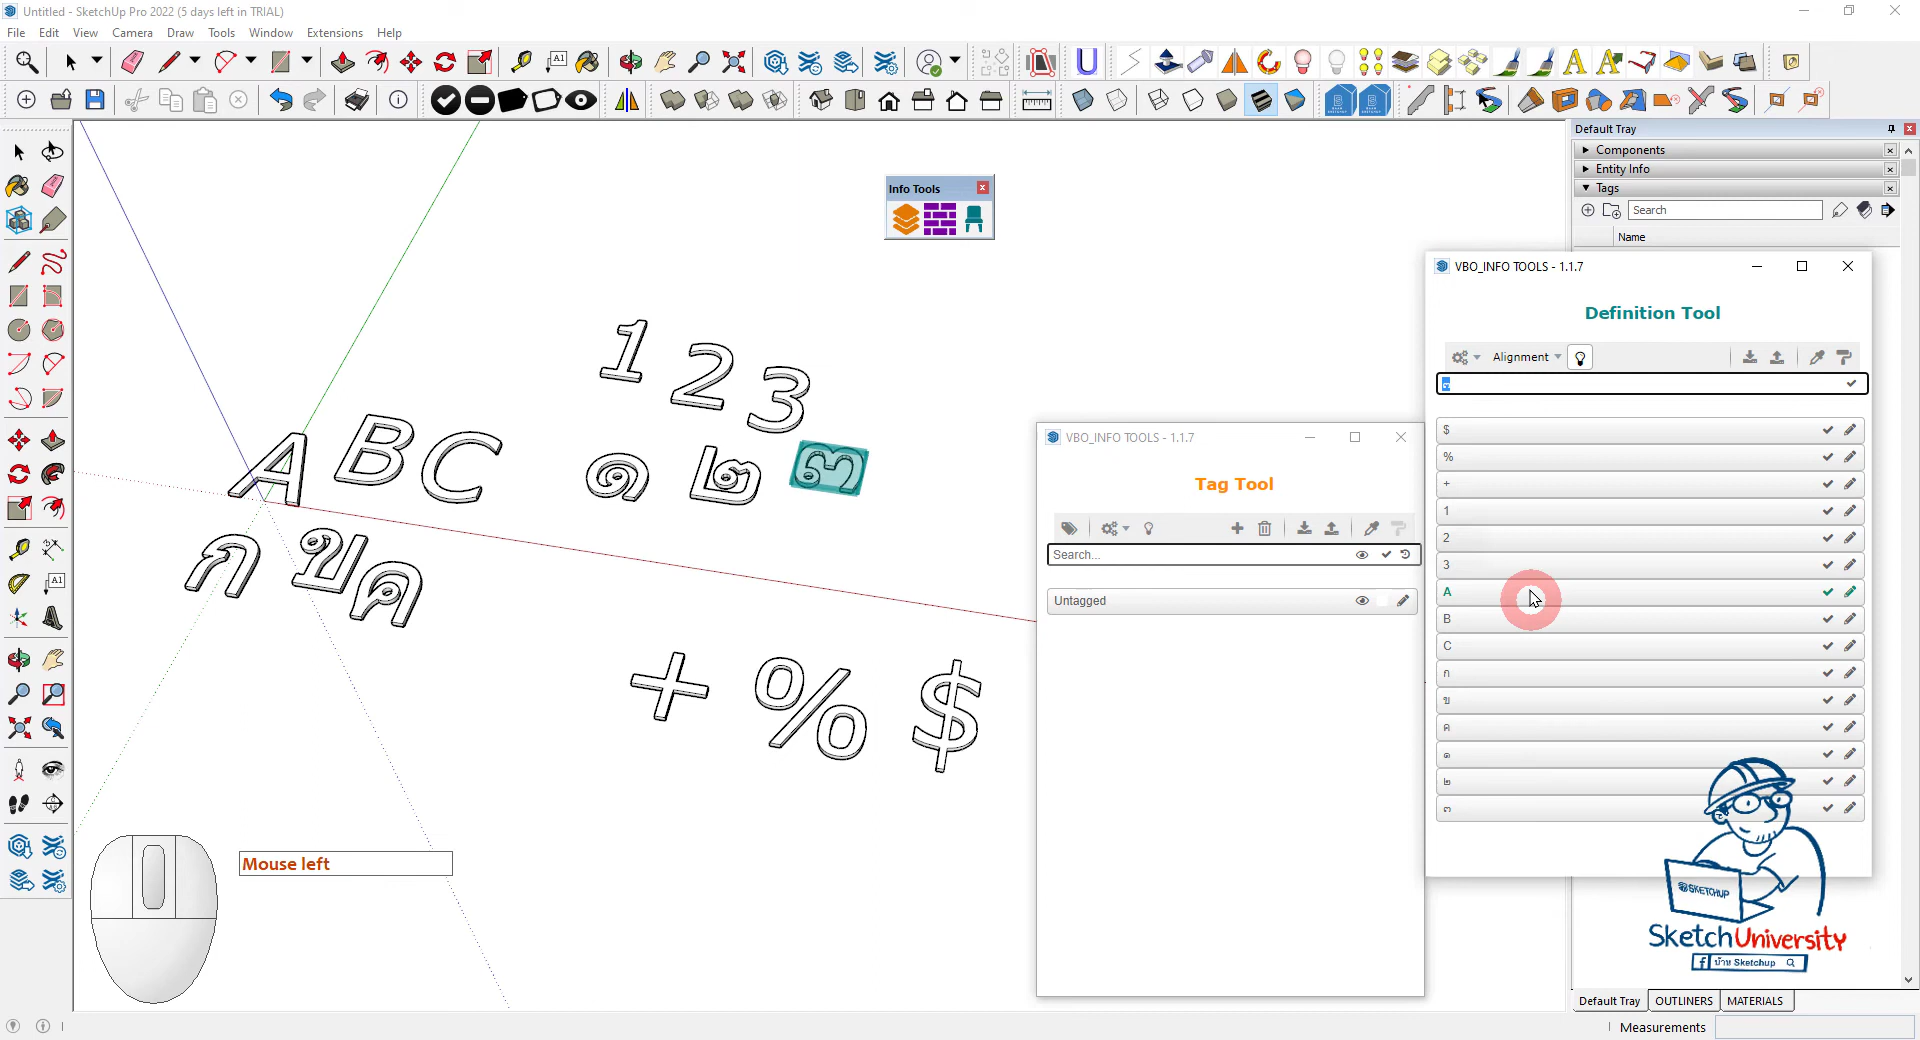 Untitled - SketchUp Pro 2022 (5 days left in TRIAL)
File Edit View Camera Draw Tools Window Extensions Help
Default Tray
Components
Entity Info
Tags
Search
Name
Info Tools
VBO_INFO TOOLS - 1.1.7
Definition Tool
Alignment
๓
$
%
+
1
2
3
A
B
C
ก
ข
ค
๑
๒
๓
VBO_INFO TOOLS - 1.1.7
Tag Tool
Search...
Untagged
1 2 3
A B C
๑ ๒ ๓
ก ข ค
+ % $
Mouse left
SKETCHUP
SketchUniversity
f บ้าน Sketchup
Default Tray OUTLINERS MATERIALS
Measurements